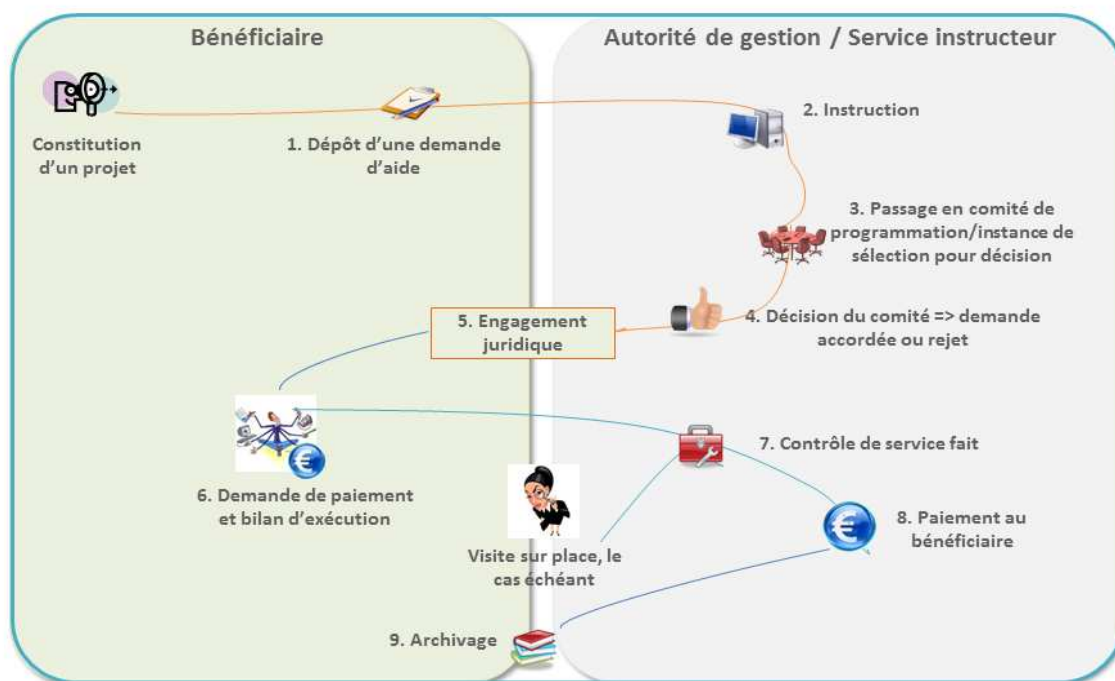 Bénéficiaire
Autorité de gestion / Service instructeur
Constitution
d'un projet
1. Dépôt d'une demande
d'aide
2. Instruction
3. Passage en comité de
programmation/instance de
sélection pour décision
4. Décision du comité => demande
accordée ou rejet
5. Engagement
juridique
6. Demande de paiement
et bilan d'exécution
7. Contrôle de service fait
Visite sur place, le
cas échéant
8. Paiement au
bénéficiaire
9. Archivage